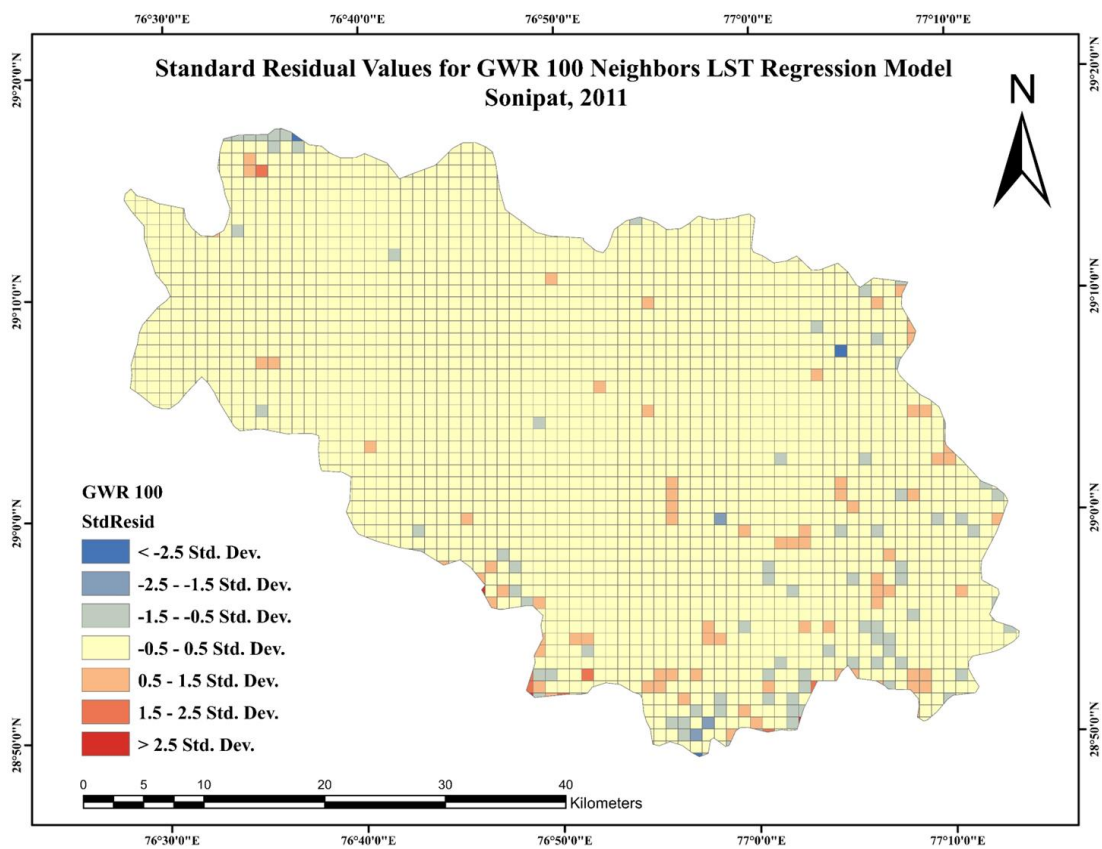 76°30'0"E 76°40'0"E 76°50'0"E 77°0'0"E 77°10'0"E
Standard Residual Values for GWR 100 Neighbors LST Regression Model
Sonipat, 2011
N
29°20'0"N 29°20'0"N
29°10'0"N 29°10'0"N
29°0'0"N 29°0'0"N
28°50'0"N 28°50'0"N
GWR 100
StdResid
< -2.5 Std. Dev.
-2.5 - -1.5 Std. Dev.
-1.5 - -0.5 Std. Dev.
-0.5 - 0.5 Std. Dev.
0.5 - 1.5 Std. Dev.
1.5 - 2.5 Std. Dev.
> 2.5 Std. Dev.
0 5 10 20 30 40
Kilometers
76°30'0"E 76°40'0"E 76°50'0"E 77°0'0"E 77°10'0"E